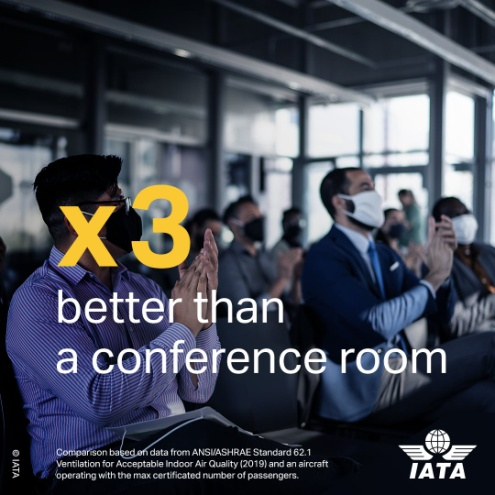 x3
better than
a conference room
Comparison based on data from ANSI/ASHRAE Standard 62.1
Ventilation for Acceptable Indoor Air Quality (2019) and an aircraft
operating with the max certificated number of passengers.
© IATA
IATA